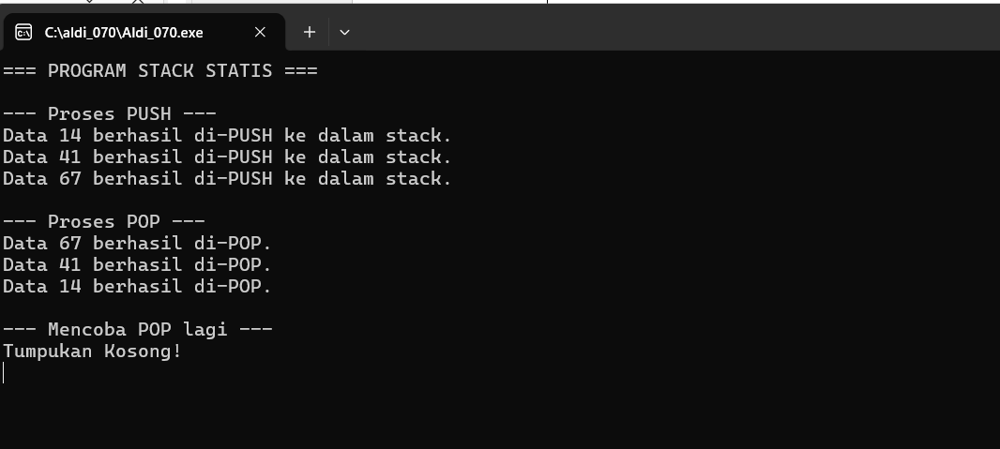 C:\aldi_070\Aldi_070.exe
=== PROGRAM STACK STATIS ===
--- Proses PUSH ---
Data 14 berhasil di-PUSH ke dalam stack.
Data 41 berhasil di-PUSH ke dalam stack.
Data 67 berhasil di-PUSH ke dalam stack.
--- Proses POP ---
Data 67 berhasil di-POP.
Data 41 berhasil di-POP.
Data 14 berhasil di-POP.
--- Mencoba POP lagi ---
Tumpukan Kosong!